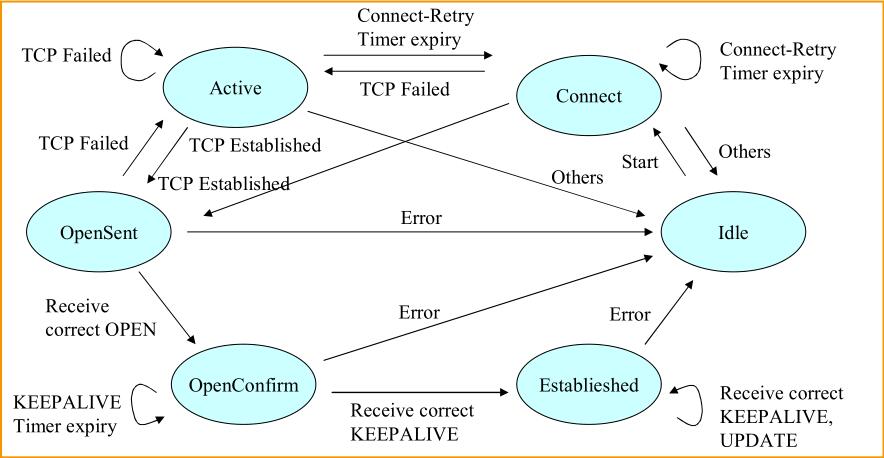 Connect-Retry
Timer expiry
TCP Failed
Connect-Retry
Timer expiry
Active
TCP Failed
Connect
TCP Failed
TCP Established
Start
Others
TCP Established
Others
OpenSent
Error
Idle
Receive
correct OPEN
Error
Error
OpenConfirm
Establieshed
KEEPALIVE
Timer expiry
Receive correct
KEEPALIVE
Receive correct
KEEPALIVE,
UPDATE